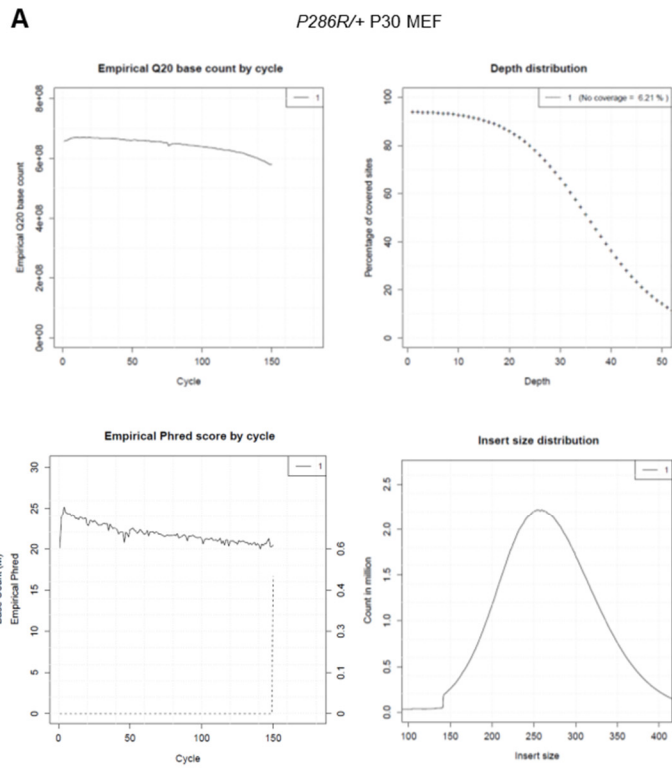 A
P286R/+ P30 MEF
Empirical Q20 base count by cycle
1
8e+08
6e+08
4e+08
2e+08
0e+00
Empirical Q20 base count
0 50 100 150
Cycle
Depth distribution
1 (No coverage = 6.21 % )
100
80
60
40
20
0
Percentage of covered sites
0 10 20 30 40 50
Depth
Empirical Phred score by cycle
1
30
25
20
15
10
5
0
Empirical Phred
0.6
0.4
0.3
0.1
0
0 50 100 150
Cycle
Insert size distribution
1
2.5
2.0
1.5
1.0
0.5
0.0
Count in million
100 150 200 250 300 350 400
Insert size